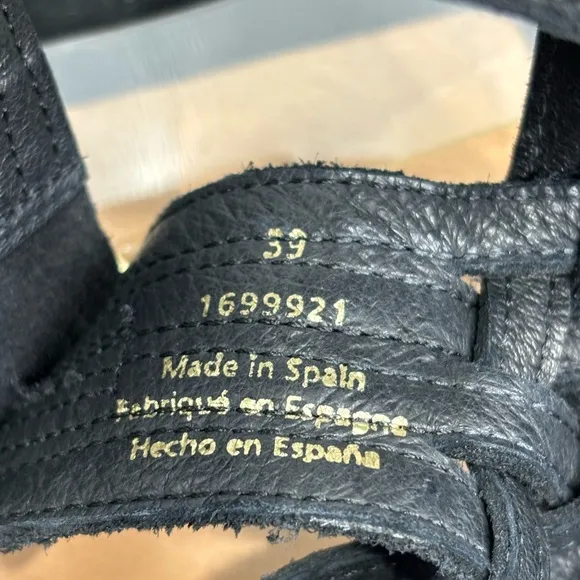 39
1699921
Made in Spain
Fabriqué en Espagne
Hecho en España